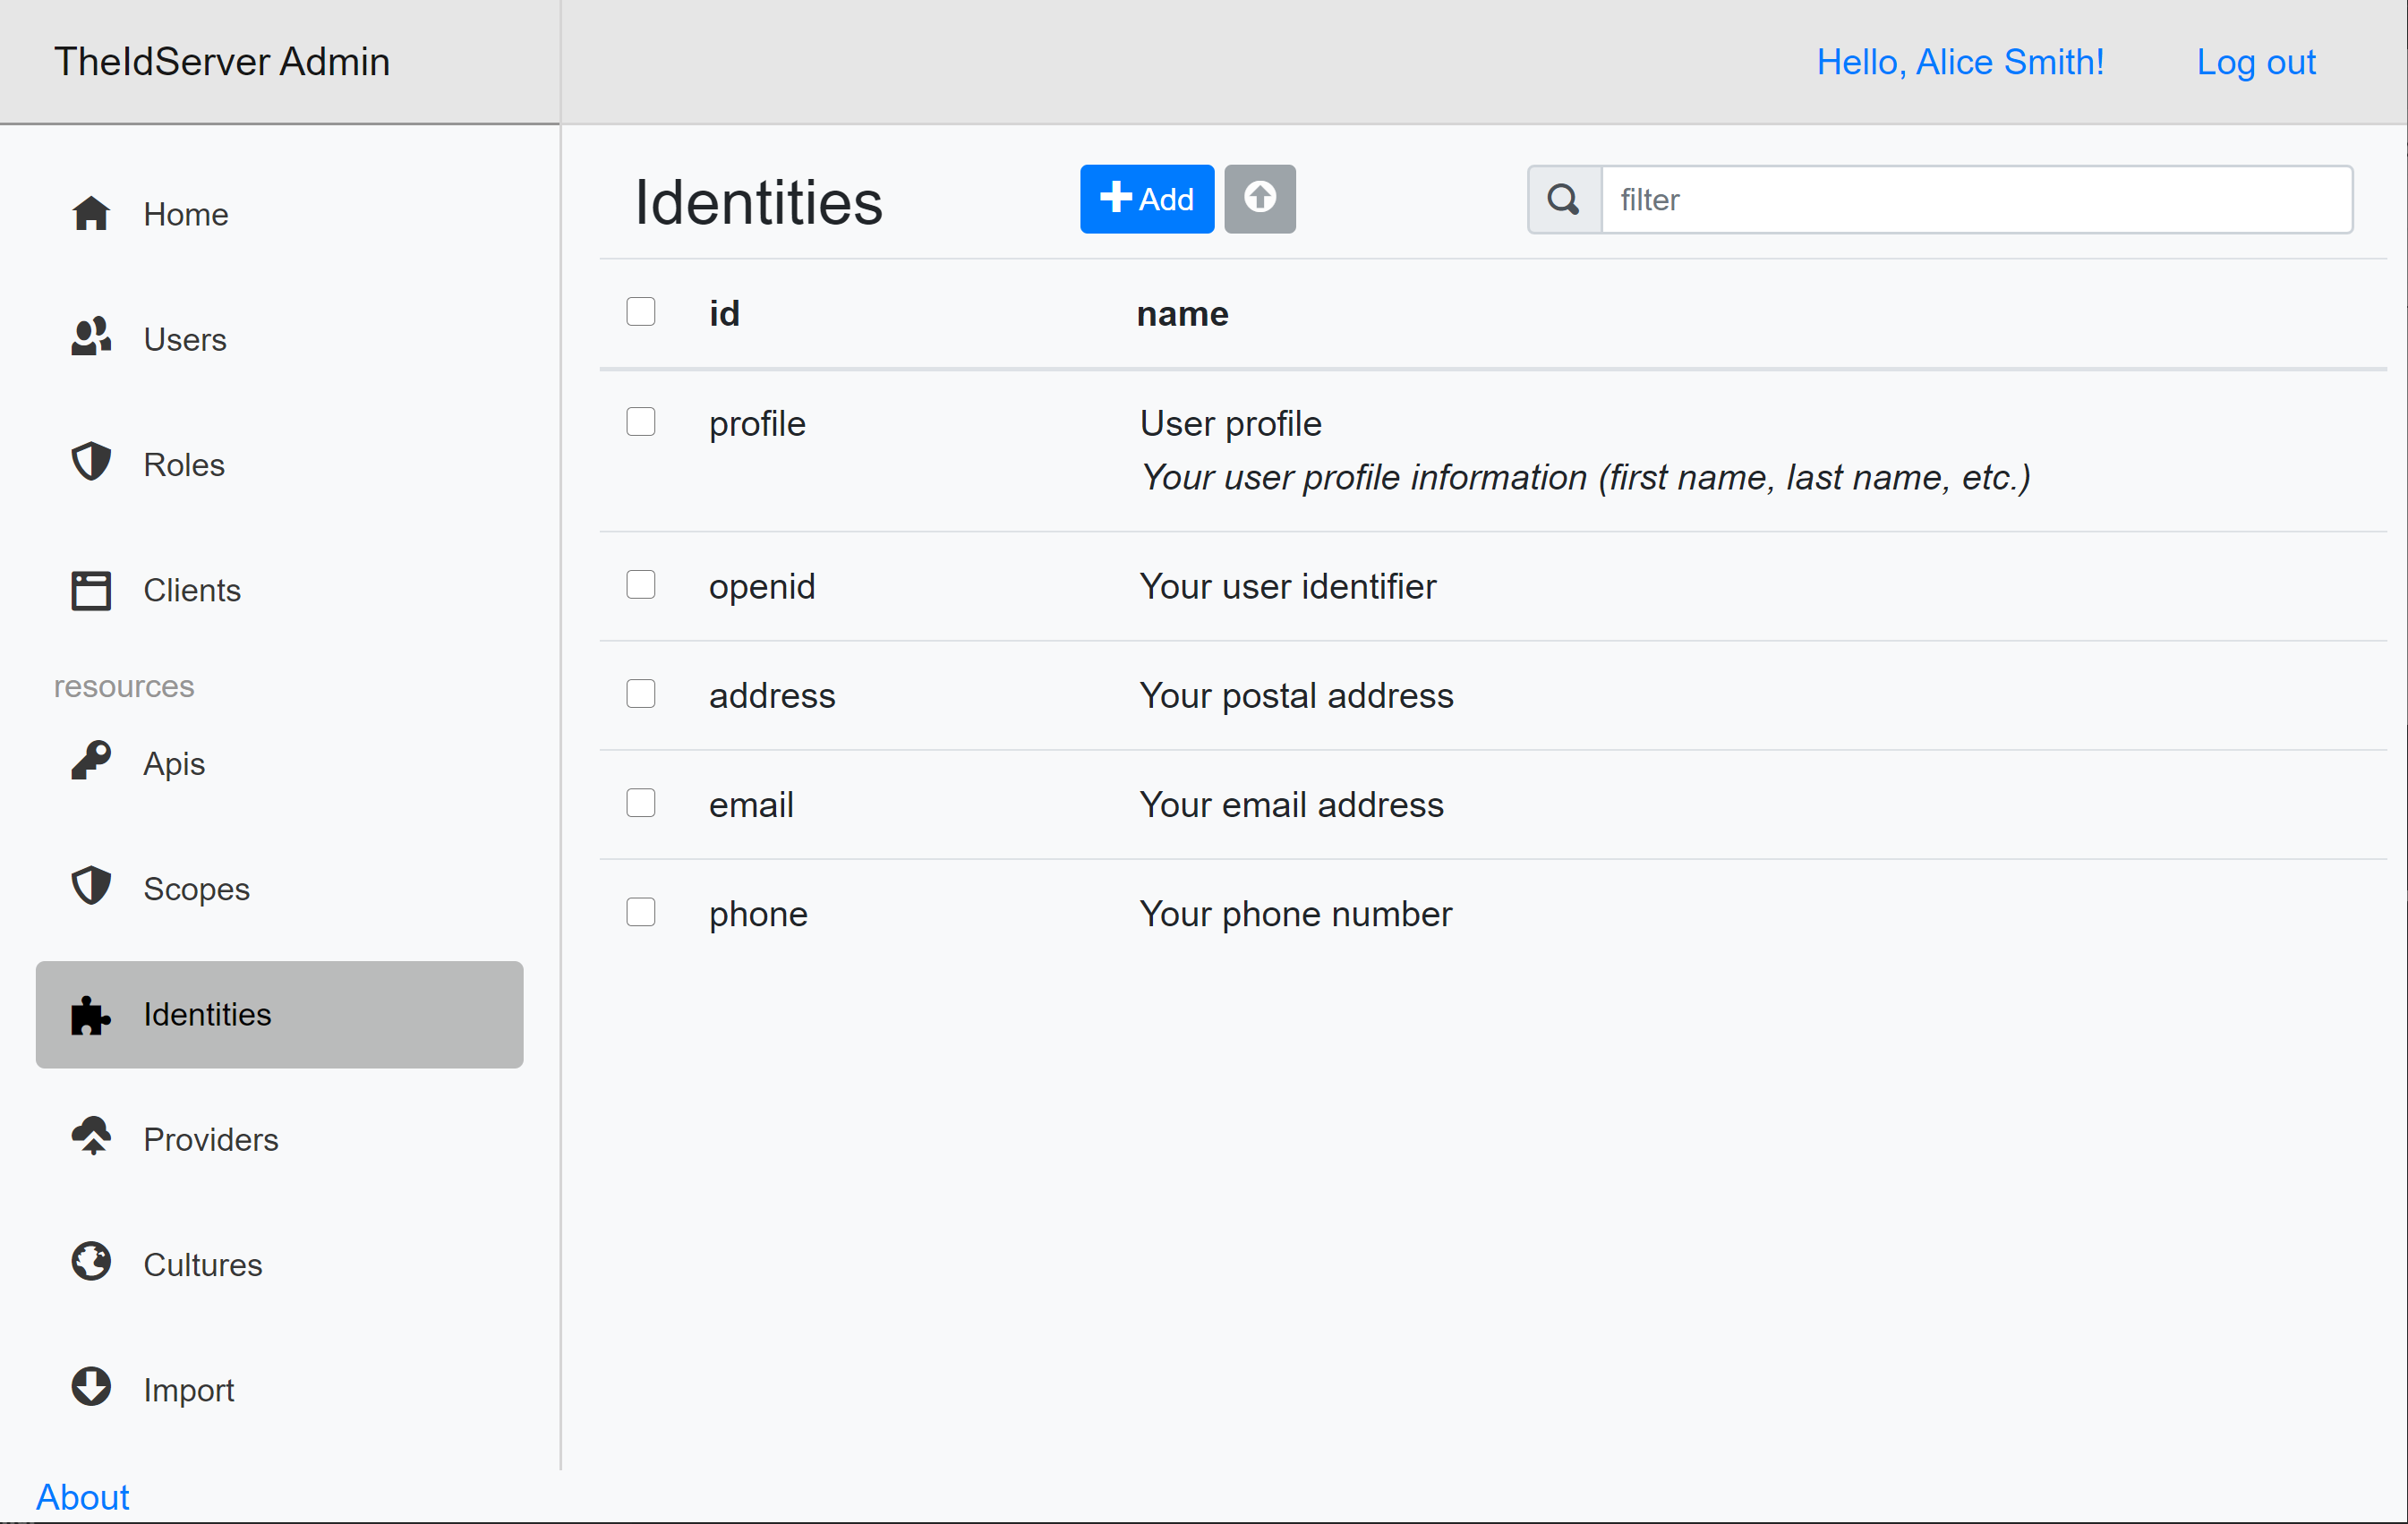 TheIdServer Admin
Hello, Alice Smith!
Log out
Home
Users
Roles
Clients
resources
Apis
Scopes
Identities
Providers
Cultures
Import
About
Identities
Add
filter
id name
profile User profile
Your user profile information (first name, last name, etc.)
openid Your user identifier
address Your postal address
email Your email address
phone Your phone number